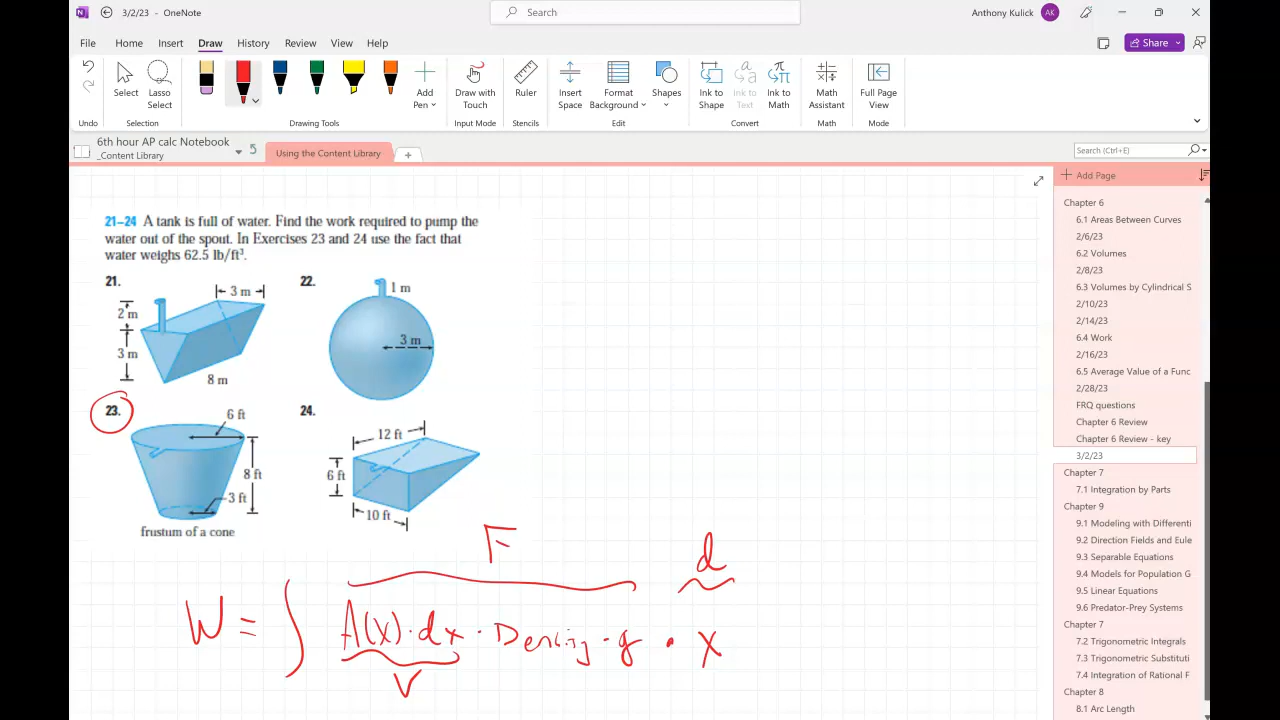 3/2/23 - OneNote
Search
Anthony Kulick AK
File Home Insert Draw History Review View Help
Share
Undo
Select
Lasso Select
Add Pen
Draw with Touch
Ruler
Insert Space
Format Background
Shapes
Ink to Shape
Ink to Text
Ink to Math
Math Assistant
Full Page View
Undo Selection Drawing Tools Input Mode Stencils Edit Convert Math Mode
6th hour AP calc Notebook
_Content Library
5
Using the Content Library
Search (Ctrl+E)
Add Page
21–24 A tank is full of water. Find the work required to pump the
water out of the spout. In Exercises 23 and 24 use the fact that
water weighs 62.5 lb/ft³.
21.
3 m
2 m
3 m
8 m
22.
1 m
3 m
23.
6 ft
8 ft
3 ft
frustum of a cone
24.
12 ft
6 ft
10 ft
F
d
W = ∫ A(x) · dx · Density · g · x
V
Chapter 6
6.1 Areas Between Curves
2/6/23
6.2 Volumes
2/8/23
6.3 Volumes by Cylindrical S
2/10/23
2/14/23
6.4 Work
2/16/23
6.5 Average Value of a Func
2/28/23
FRQ questions
Chapter 6 Review
Chapter 6 Review - key
3/2/23
Chapter 7
7.1 Integration by Parts
Chapter 9
9.1 Modeling with Differenti
9.2 Direction Fields and Eule
9.3 Separable Equations
9.4 Models for Population G
9.5 Linear Equations
9.6 Predator-Prey Systems
Chapter 7
7.2 Trigonometric Integrals
7.3 Trigonometric Substituti
7.4 Integration of Rational F
Chapter 8
8.1 Arc Length